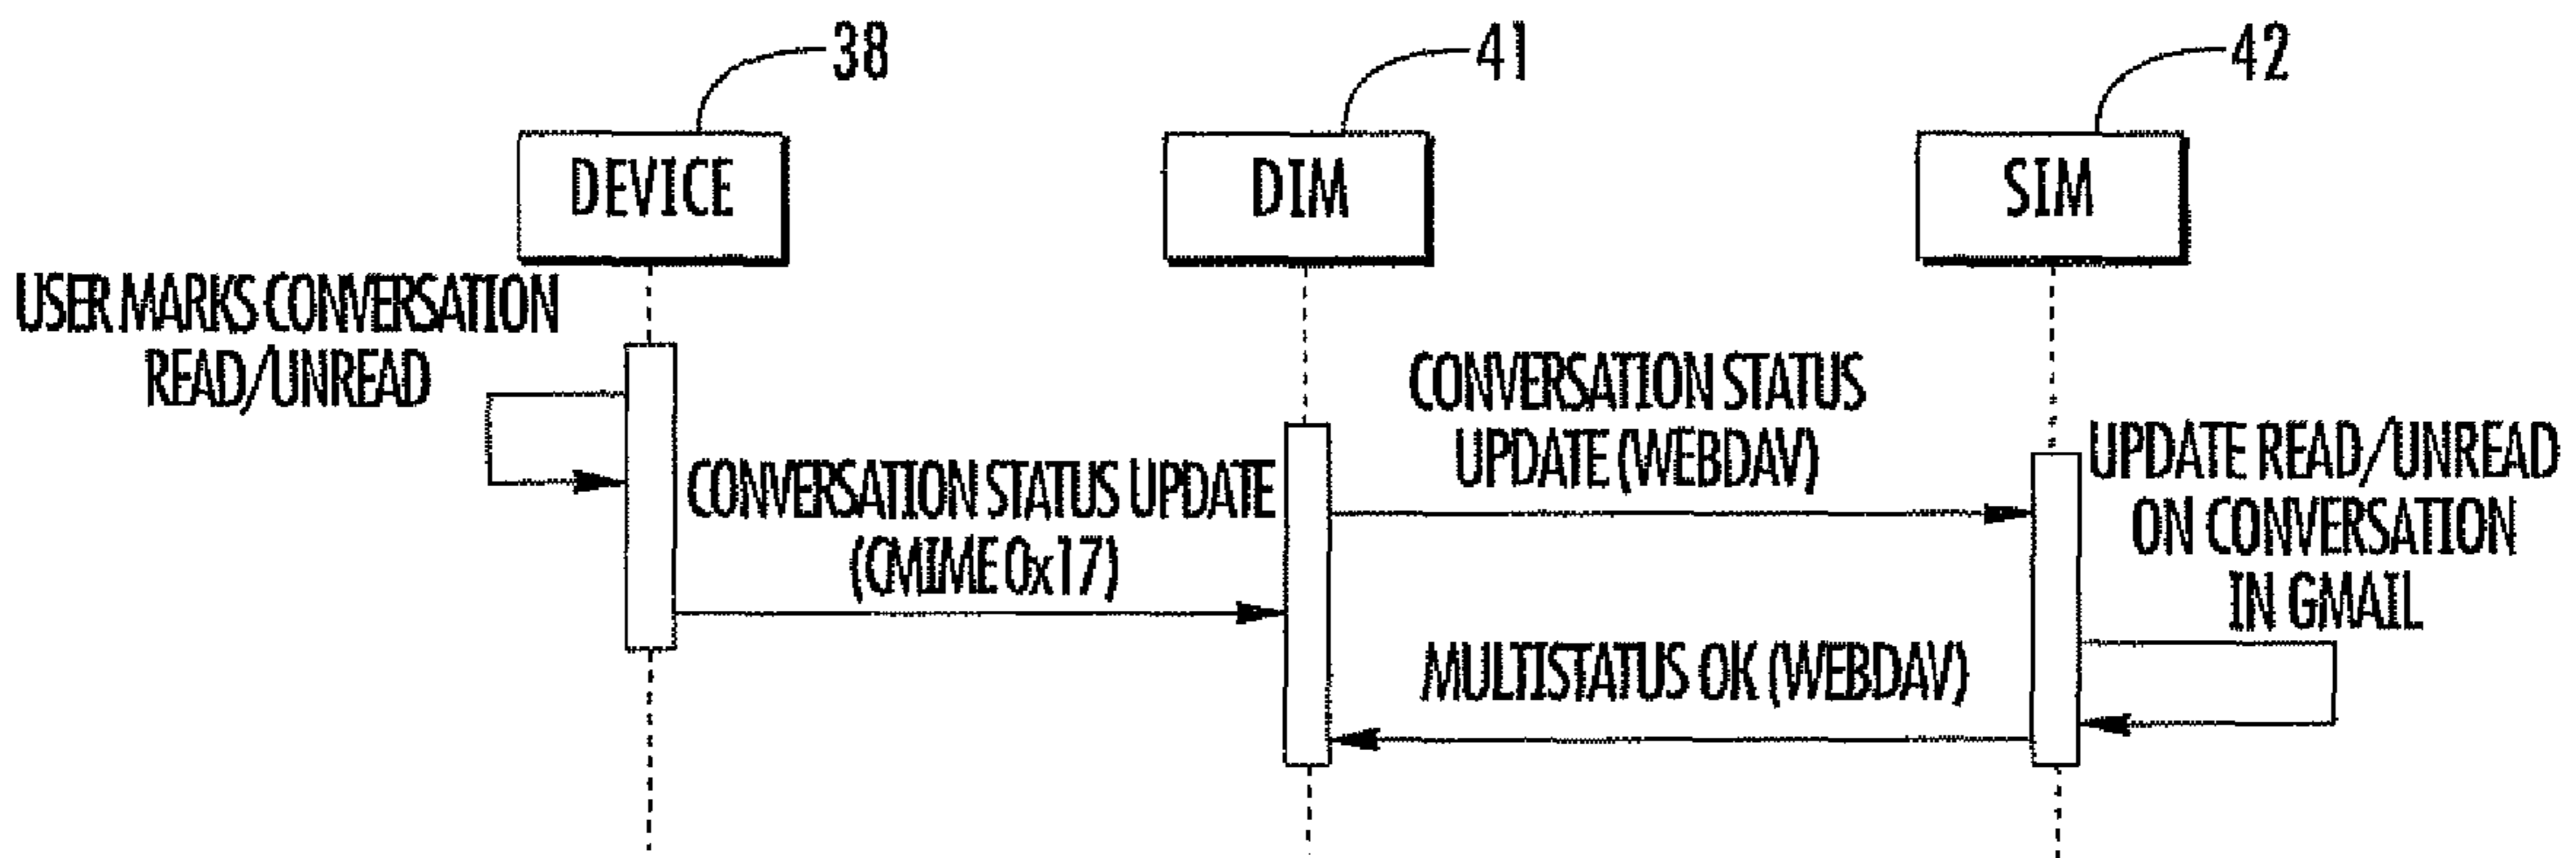 38
41
42
DEVICE
DIM
SIM
USER MARKS CONVERSATION
READ/UNREAD
CONVERSATION STATUS UPDATE
(CMIME 0x17)
CONVERSATION STATUS
UPDATE (WEBDAV)
UPDATE READ/UNREAD
ON CONVERSATION
IN GMAIL
MULTISTATUS OK (WEBDAV)